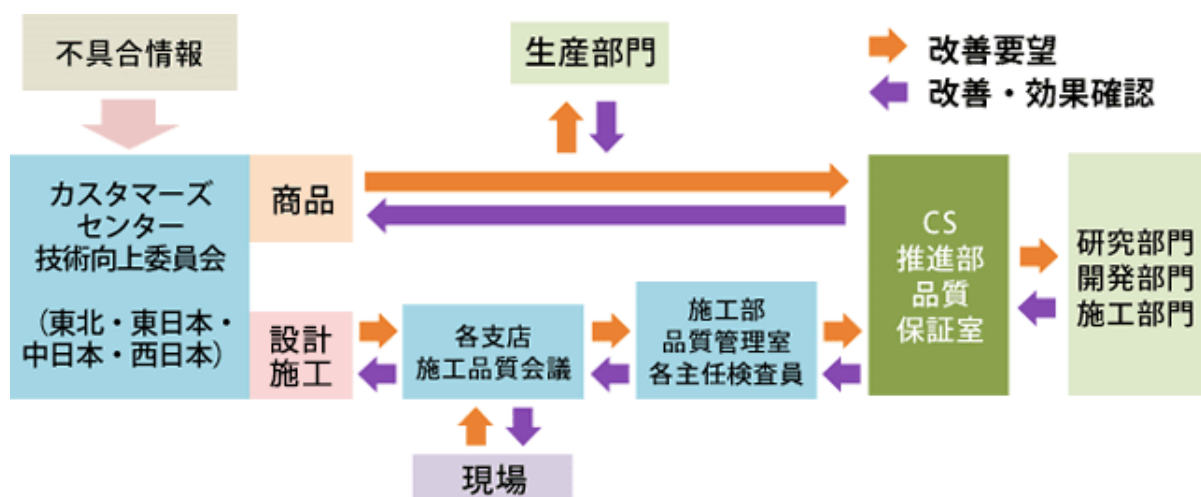 不具合情報
生産部門
改善要望
改善・効果確認
カスタマーズ
センター
技術向上委員会
（東北・東日本・
中日本・西日本）
商品
設計
施工
各支店
施工品質会議
施工部
品質管理室
各主任検査員
CS
推進部
品質
保証室
研究部門
開発部門
施工部門
現場